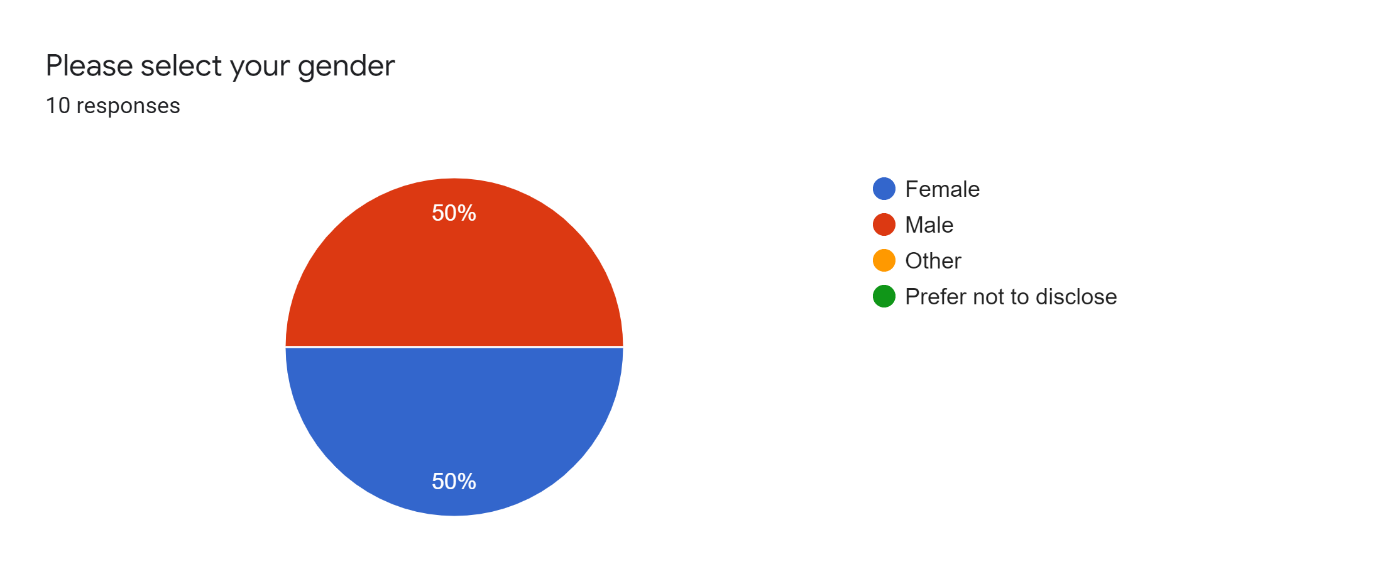 Please select your gender
10 responses
50%
50%
Female
Male
Other
Prefer not to disclose